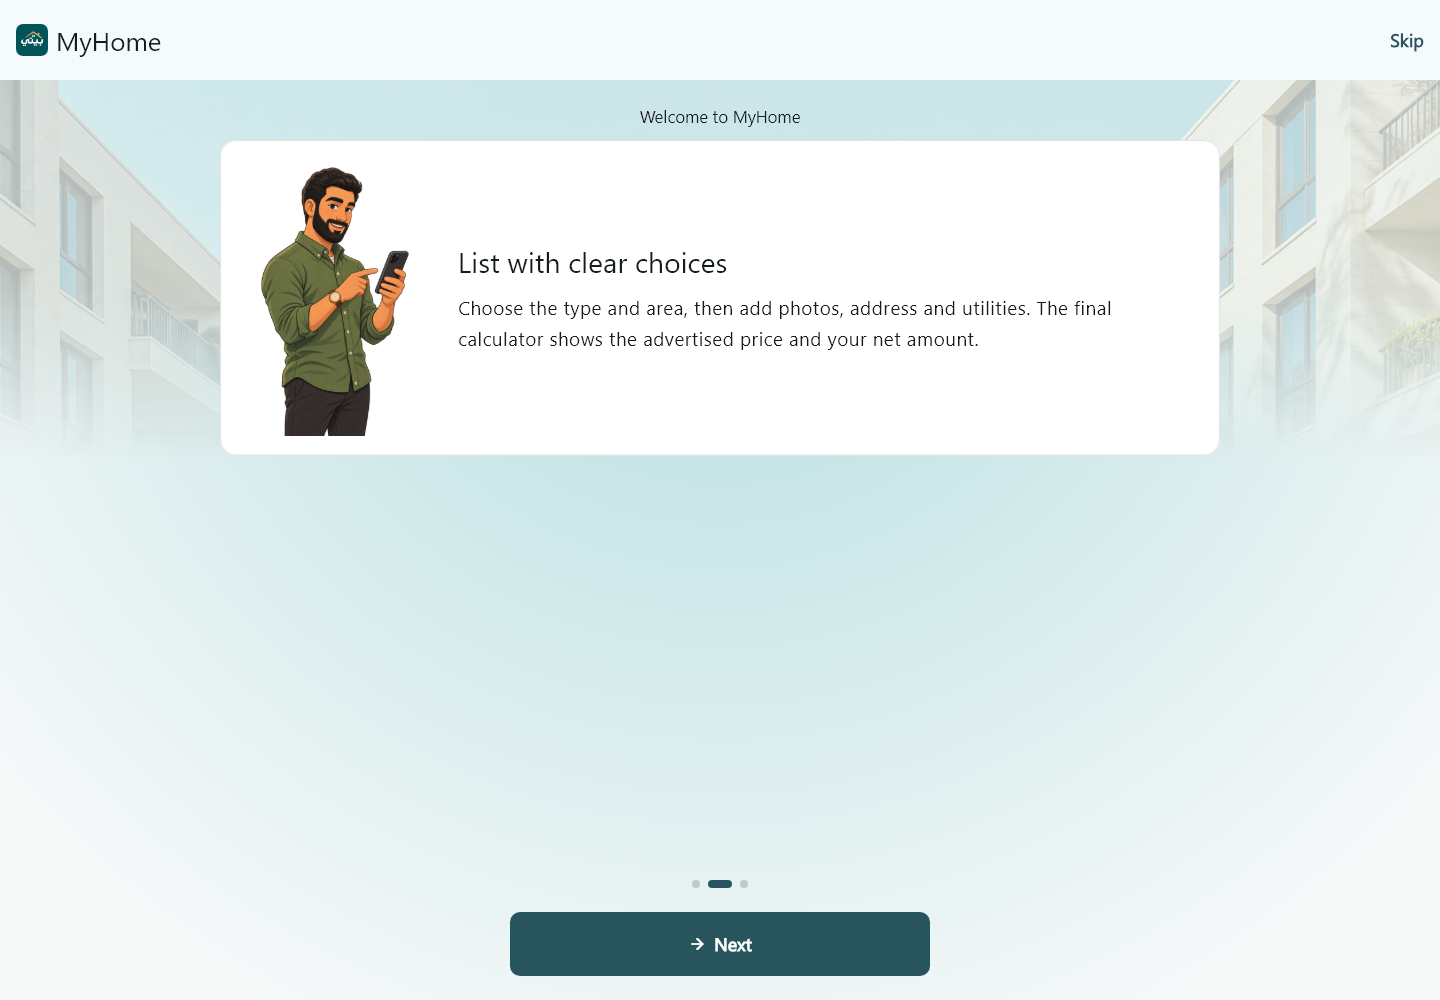 بيتي
MyHome
Skip
Welcome to MyHome
List with clear choices
Choose the type and area, then add photos, address and utilities. The final
calculator shows the advertised price and your net amount.
→ Next